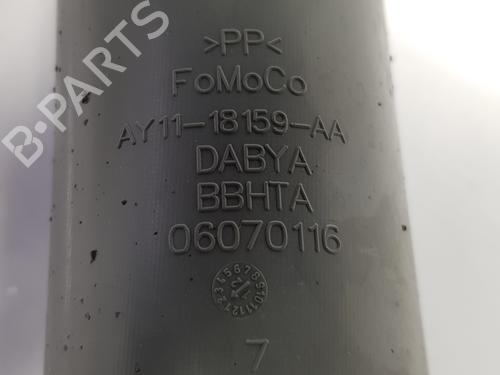 >PP<
FoMoCo
AY11-18159-AA
DABYA
BBHTA
06070116
7
B-PARTS